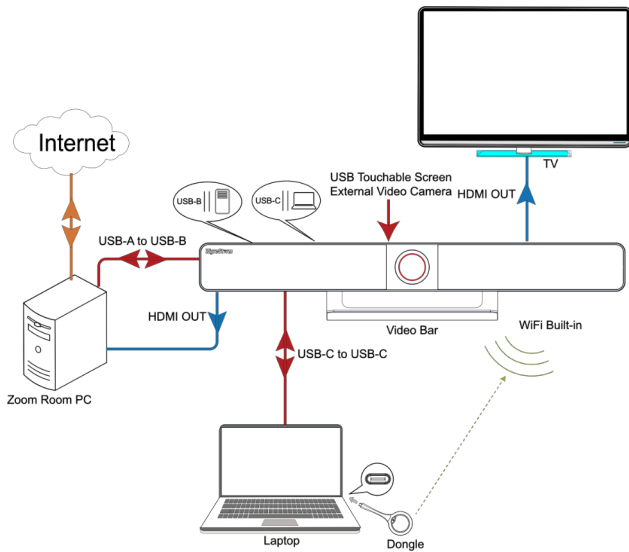 TV
Internet
USB-B
USB-C
USB Touchable Screen
External Video Camera
HDMI OUT
USB-A to USB-B
HDMI OUT
Video Bar
WiFi Built-in
USB-C to USB-C
Zoom Room PC
Laptop
Dongle